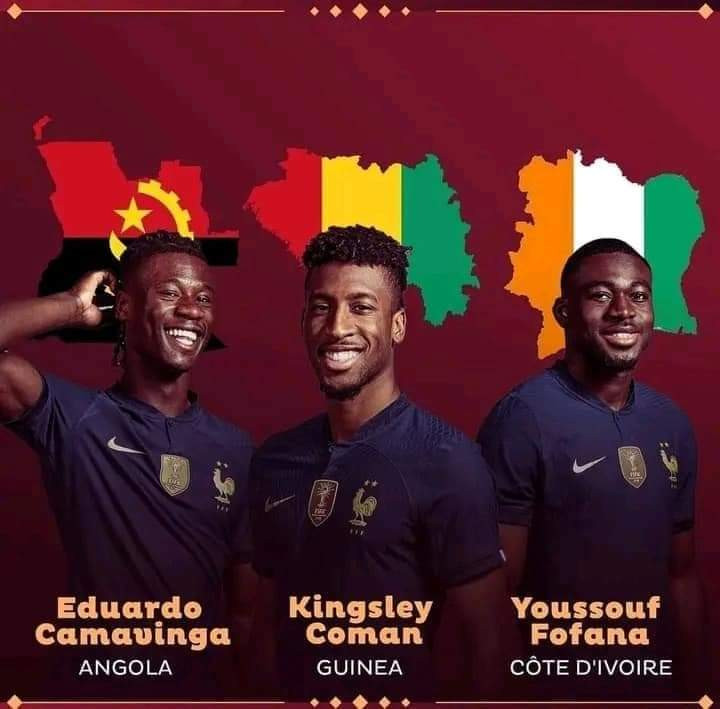 Eduardo
Camavinga
ANGOLA
Kingsley
Coman
GUINEA
Youssouf
Fofana
CÔTE D'IVOIRE